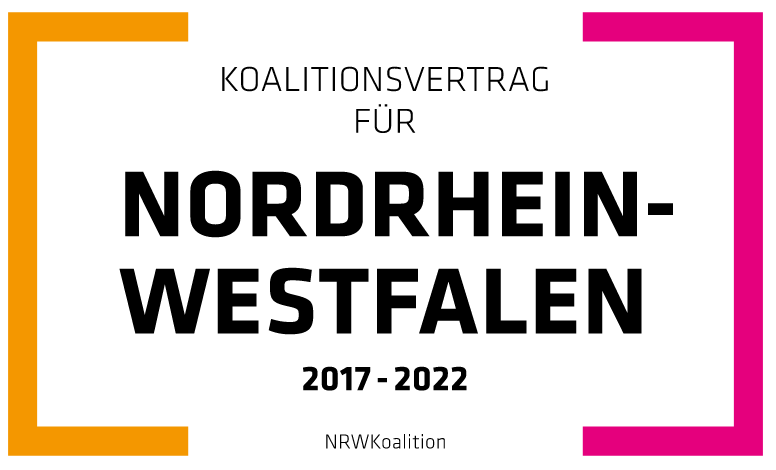 KOALITIONSVERTRAG
FÜR
NORDRHEIN-
WESTFALEN
2017 - 2022
NRWKoalition